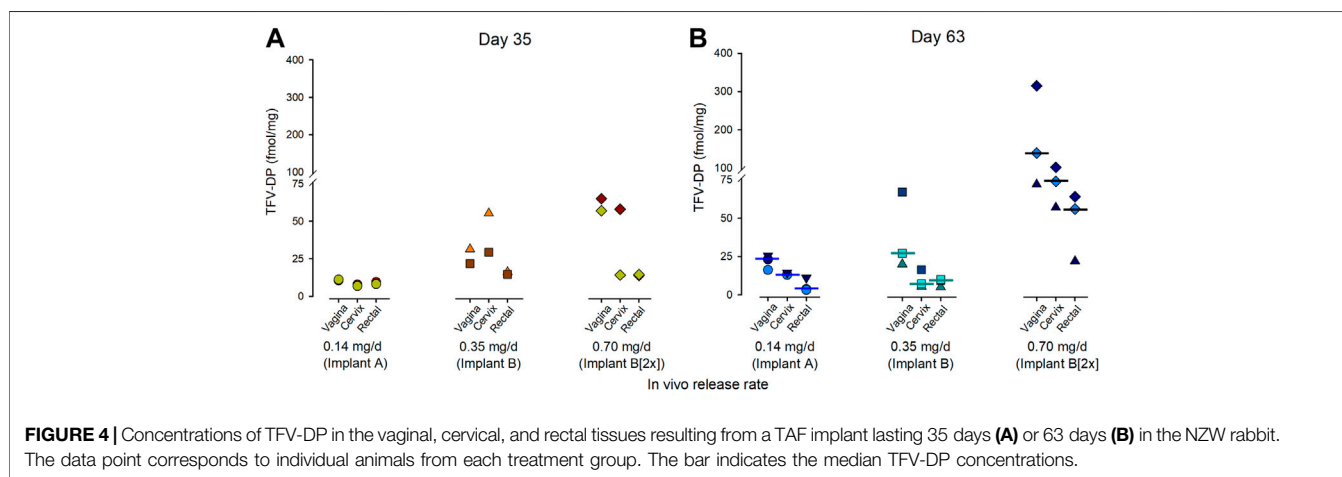 A
Day 35
TFV-DP (fmol/mg)
400
300
200
100
75
50
25
0
Vagina
Cervix
Rectal
Vagina
Cervix
Rectal
Vagina
Cervix
Rectal
0.14 mg/d
(Implant A)
0.35 mg/d
(Implant B)
0.70 mg/d
(Implant B[2x])
B
Day 63
TFV-DP (fmol/mg)
400
300
200
100
75
50
25
0
Vagina
Cervix
Rectal
Vagina
Cervix
Rectal
Vagina
Cervix
Rectal
0.14 mg/d
(Implant A)
0.35 mg/d
(Implant B)
0.70 mg/d
(Implant B[2x]
In vivo release rate
FIGURE 4 | Concentrations of TFV-DP in the vaginal, cervical, and rectal tissues resulting from a TAF implant lasting 35 days (A) or 63 days (B) in the NZW rabbit.
The data point corresponds to individual animals from each treatment group. The bar indicates the median TFV-DP concentrations.